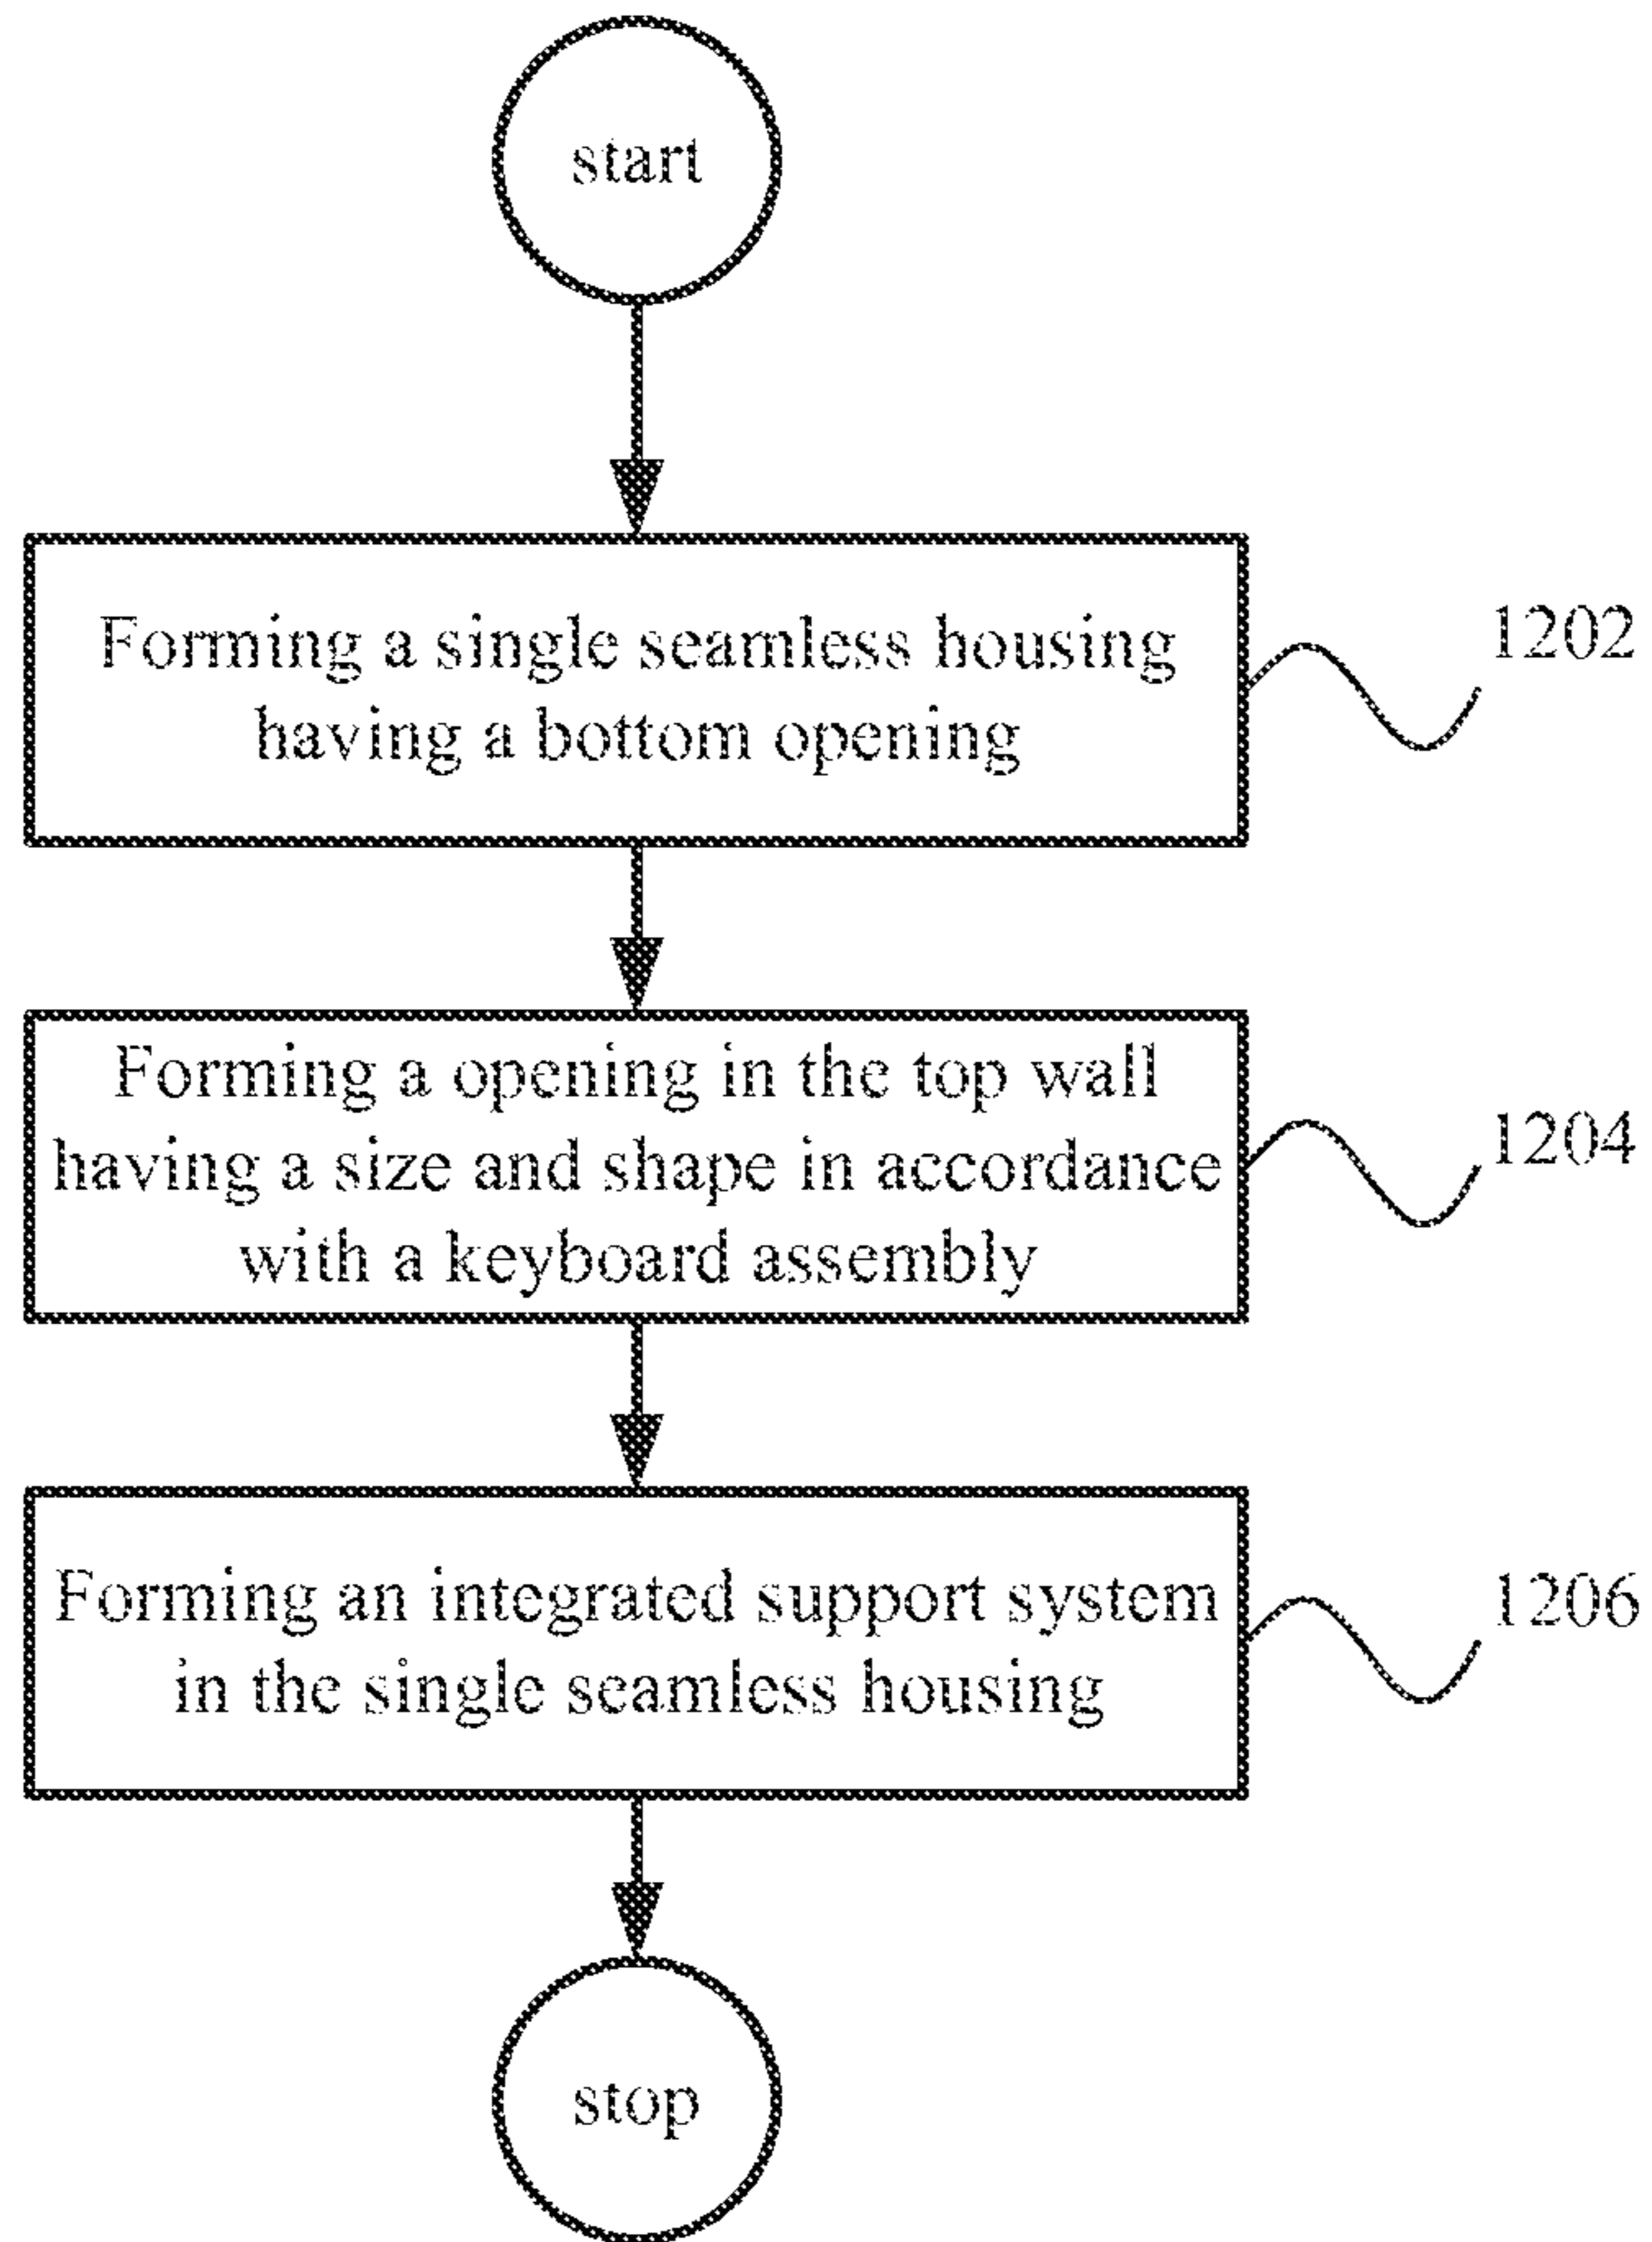 start
Forming a single seamless housing
having a bottom opening
1202
Forming a opening in the top wall
having a size and shape in accordance
with a keyboard assembly
1204
Forming an integrated support system
in the single seamless housing
1206
stop